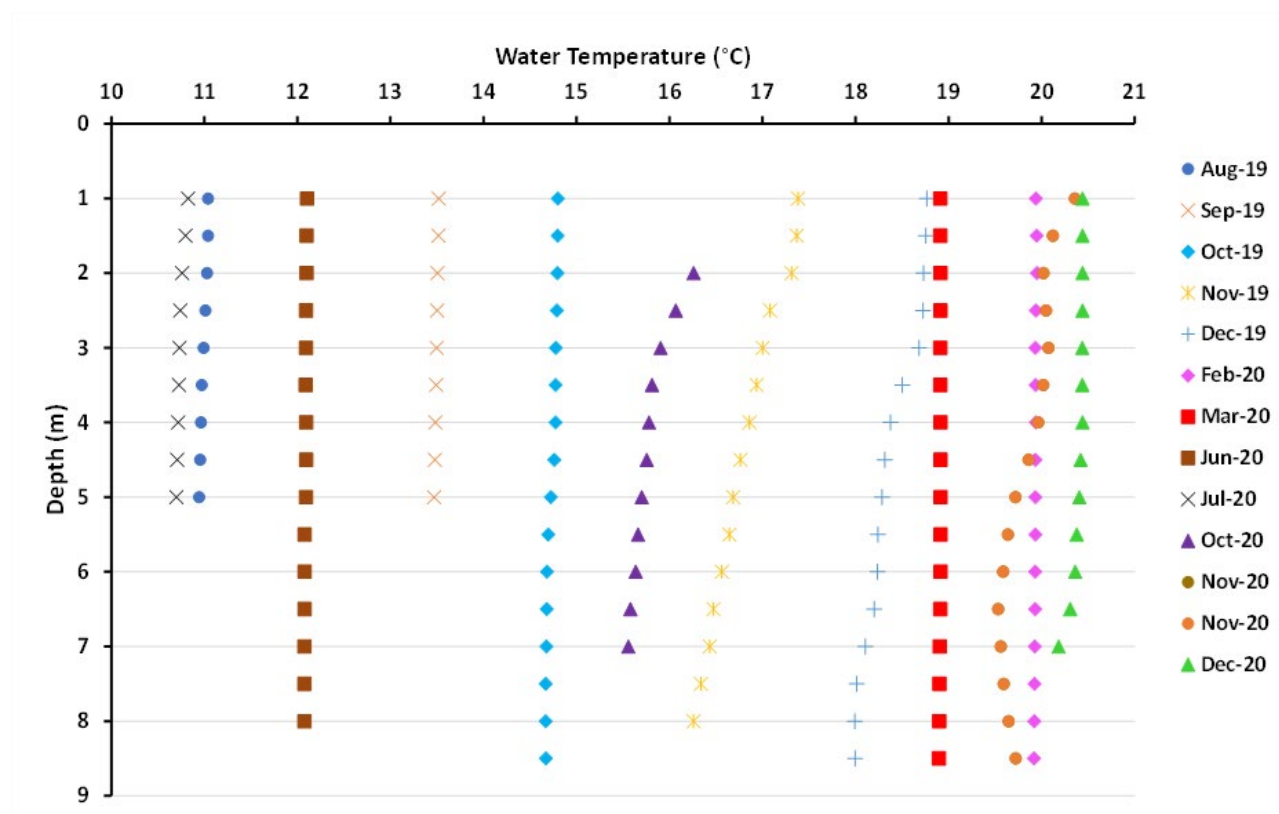 Water Temperature (°C)
10 11 12 13 14 15 16 17 18 19 20 21
0
1
2
3
4
5
6
7
8
9
Depth (m)
Aug-19
Sep-19
Oct-19
Nov-19
Dec-19
Feb-20
Mar-20
Jun-20
Jul-20
Oct-20
Nov-20
Nov-20
Dec-20